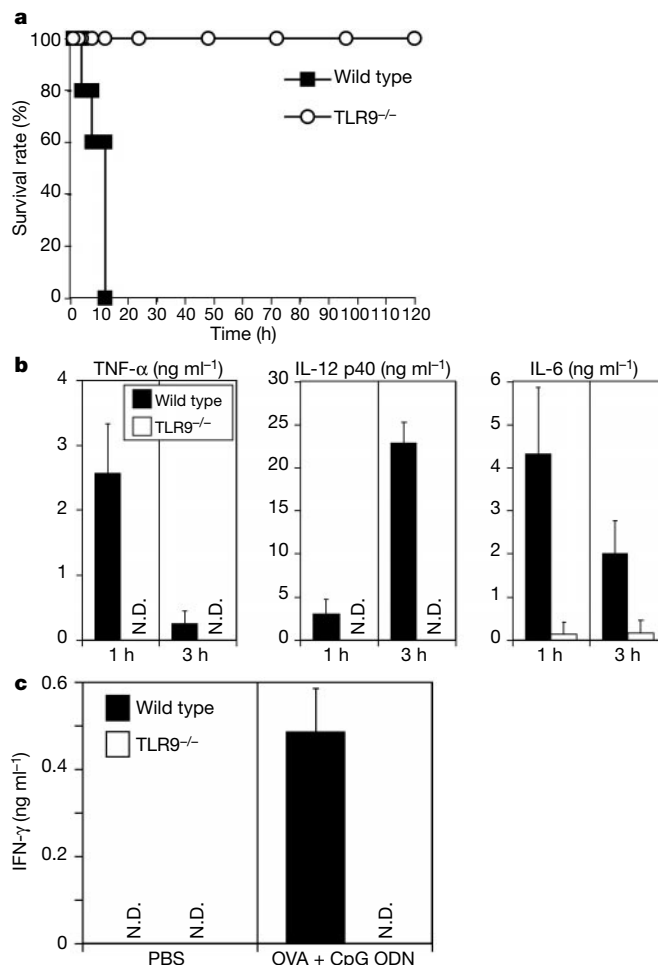 a
100
80
60
40
20
0
Survival rate (%)
Wild type
TLR9−/−
0 10 20 30 40 50 60 70 80 90 100 110 120
Time (h)
b
TNF-α (ng ml−1)
4
3
2
1
0
Wild type
TLR9−/−
N.D.
N.D.
1 h 3 h
IL-12 p40 (ng ml−1)
30
25
20
15
10
5
0
N.D.
N.D.
1 h 3 h
IL-6 (ng ml−1)
6
5
4
3
2
1
0
1 h 3 h
c
0.6
0.4
0.2
0
IFN-γ (ng ml−1)
Wild type
TLR9−/−
N.D.
N.D.
N.D.
PBS OVA + CpG ODN